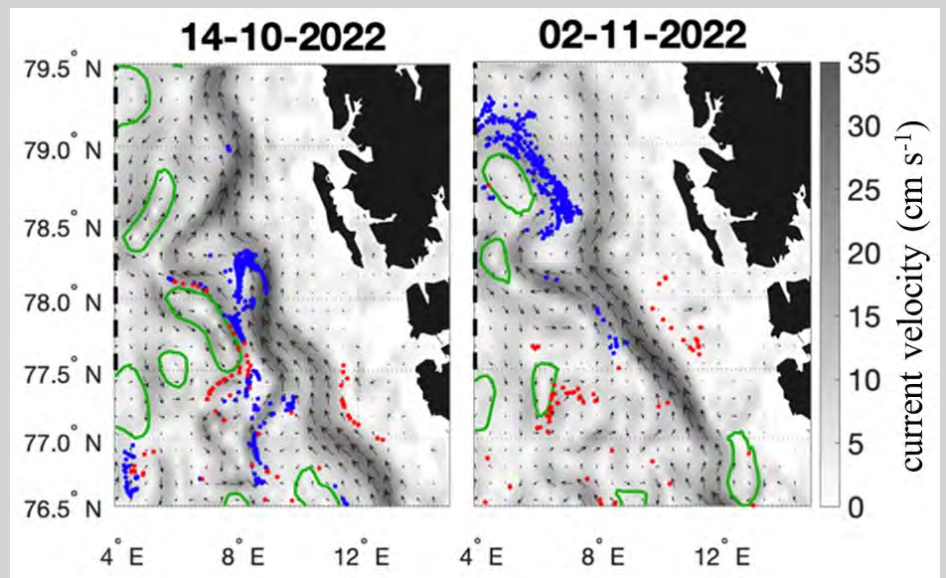 14-10-2022
02-11-2022
79.5° N
79.0° N
78.5° N
78.0° N
77.5° N
77.0° N
76.5° N
4° E
8° E
12° E
4° E
8° E
12° E
35
30
25
20
15
10
5
0
current velocity (cm s⁻¹)